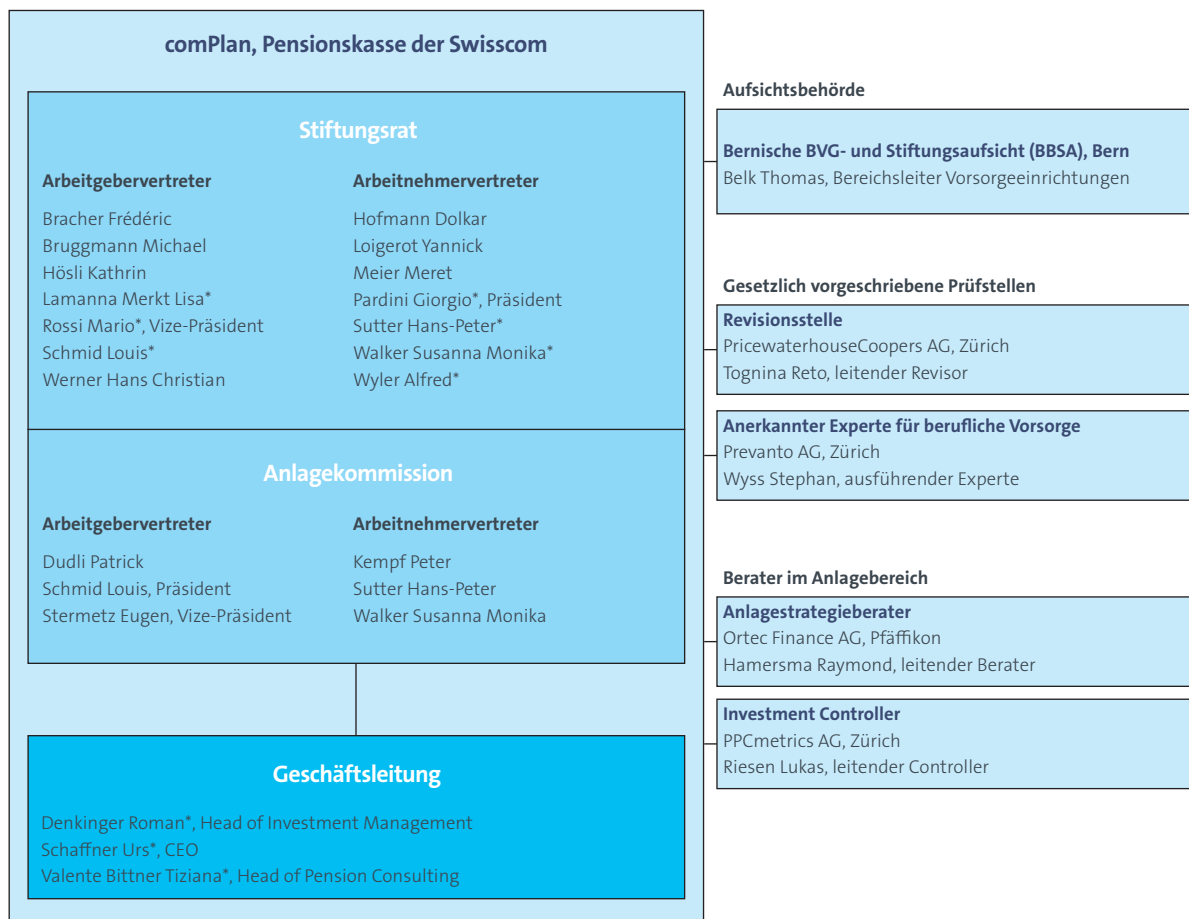 comPlan, Pensionskasse der Swisscom
Stiftungsrat
Arbeitgebervertreter
Bracher Frédéric
Bruggmann Michael
Hösli Kathrin
Lamanna Merkt Lisa*
Rossi Mario*, Vize-Präsident
Schmid Louis*
Werner Hans Christian
Arbeitnehmervertreter
Hofmann Dolkar
Loigerot Yannick
Meier Meret
Pardini Giorgio*, Präsident
Sutter Hans-Peter*
Walker Susanna Monika*
Wyler Alfred*
Anlagekommission
Arbeitgebervertreter
Dudli Patrick
Schmid Louis, Präsident
Stermetz Eugen, Vize-Präsident
Arbeitnehmervertreter
Kempf Peter
Sutter Hans-Peter
Walker Susanna Monika
Geschäftsleitung
Denkinger Roman*, Head of Investment Management
Schaffner Urs*, CEO
Valente Bittner Tiziana*, Head of Pension Consulting
Aufsichtsbehörde
Bernische BVG- und Stiftungsaufsicht (BBSA), Bern
Belk Thomas, Bereichsleiter Vorsorgeeinrichtungen
Gesetzlich vorgeschriebene Prüfstellen
Revisionsstelle
PricewaterhouseCoopers AG, Zürich
Tognina Reto, leitender Revisor
Anerkannter Experte für berufliche Vorsorge
Prevanto AG, Zürich
Wyss Stephan, ausführender Experte
Berater im Anlagebereich
Anlagestrategieberater
Ortec Finance AG, Pfäffikon
Hamersma Raymond, leitender Berater
Investment Controller
PPCmetrics AG, Zürich
Riesen Lukas, leitender Controller